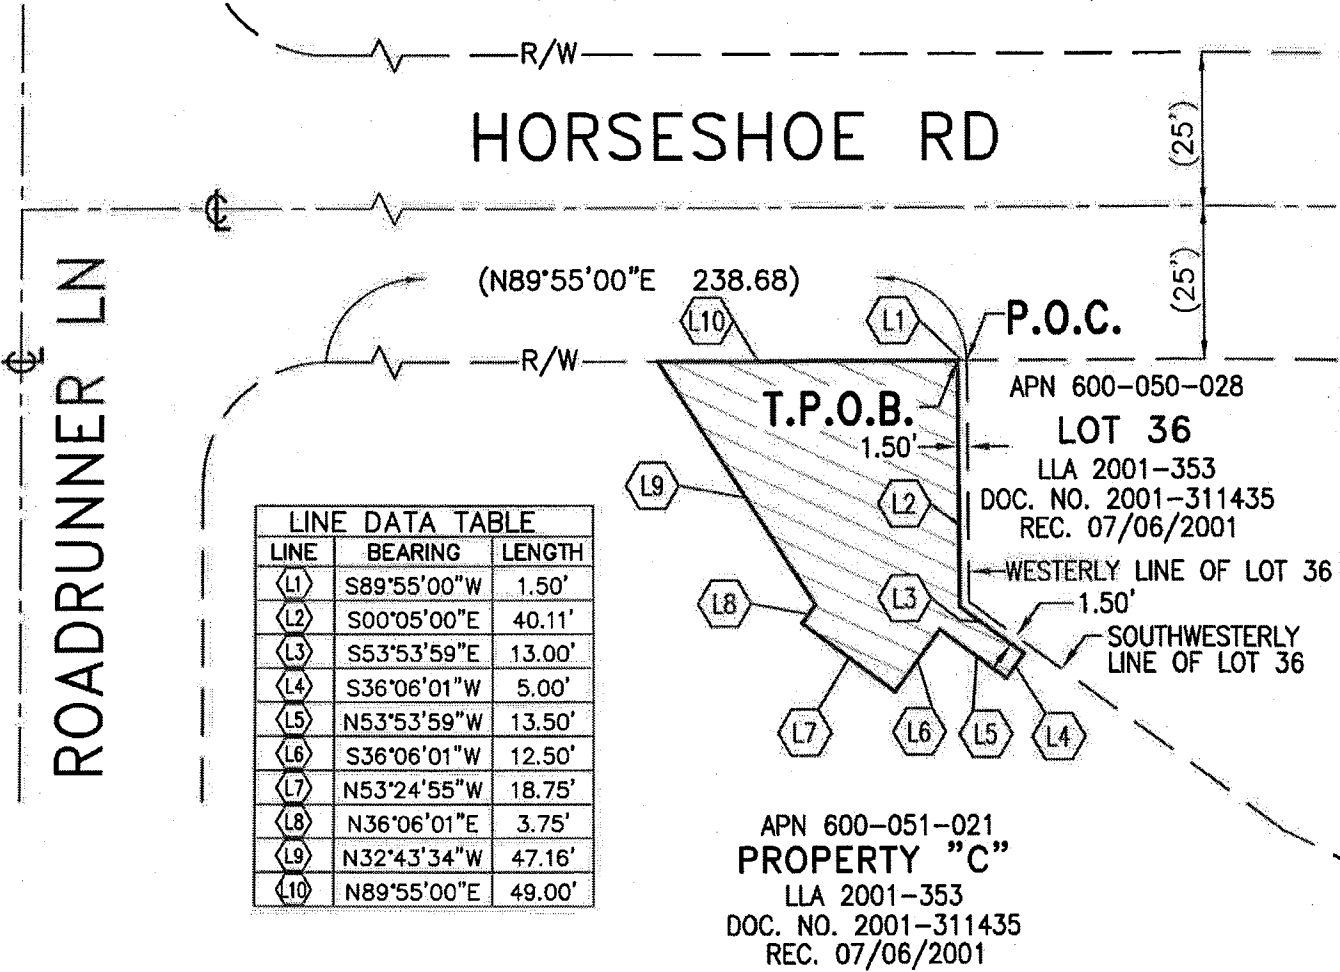 R/W
HORSESHOE RD
(25')
℄
(25')
ROADRUNNER LN
℄
(N89°55'00"E 238.68)
L10
L1
P.O.C.
R/W
APN 600-050-028
T.P.O.B.
LOT 36
1.50'
LLA 2001-353
L9
L2
DOC. NO. 2001-311435
REC. 07/06/2001
WESTERLY LINE OF LOT 36
L8
L3
1.50'
SOUTHWESTERLY
LINE OF LOT 36
L7
L6
L5
L4
LINE DATA TABLE
LINE BEARING LENGTH
L1 S89°55'00"W 1.50'
L2 S00°05'00"E 40.11'
L3 S53°53'59"E 13.00'
L4 S36°06'01"W 5.00'
L5 N53°53'59"W 13.50'
L6 S36°06'01"W 12.50'
L7 N53°24'55"W 18.75'
L8 N36°06'01"E 3.75'
L9 N32°43'34"W 47.16'
L10 N89°55'00"E 49.00'
APN 600-051-021
PROPERTY "C"
LLA 2001-353
DOC. NO. 2001-311435
REC. 07/06/2001